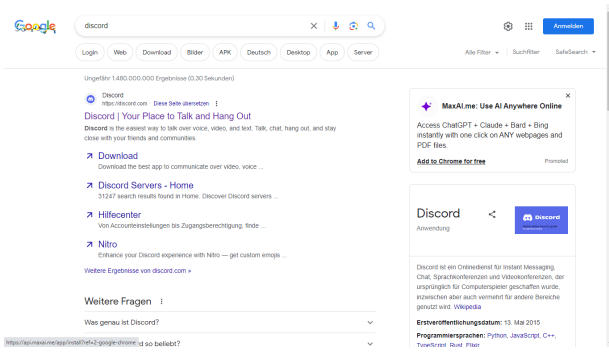 Google
discord
Anmelden
Login
Web
Download
Bilder
APK
Deutsch
Desktop
App
Server
Alle Filter
Suchfilter
SafeSearch
Ungefähr 1.480.000.000 Ergebnisse (0,30 Sekunden)
Discord
https://discord.com · Diese Seite übersetzen
Discord | Your Place to Talk and Hang Out
Discord is the easiest way to talk over voice, video, and text. Talk, chat, hang out, and stay
close with your friends and communities.
Download
Download the best app to communicate over video, voice ...
Discord Servers - Home
31247 search results found in Home. Discover Discord servers ...
Hilfecenter
Von Accounteinstellungen bis Zugangsberechtigung, finde ...
Nitro
Enhance your Discord experience with Nitro — get custom emojis ...
Weitere Ergebnisse von discord.com »
Weitere Fragen
Was genau ist Discord?
d so beliebt?
https://api.maxai.me/app/install?ref=2-google-chrome
MaxAI.me: Use AI Anywhere Online
Access ChatGPT + Claude + Bard + Bing
instantly with one click on ANY webpages and
PDF files.
Add to Chrome for free
Promoted
Discord
Anwendung
Discord
Discord ist ein Onlinedienst für Instant Messaging,
Chat, Sprachkonferenzen und Videokonferenzen, der
ursprünglich für Computerspieler geschaffen wurde,
inzwischen aber auch vermehrt für andere Bereiche
genutzt wird. Wikipedia
Erstveröffentlichungsdatum: 13. Mai 2015
Programmiersprachen: Python, JavaScript, C++,
TypeScript, Rust, Elixir